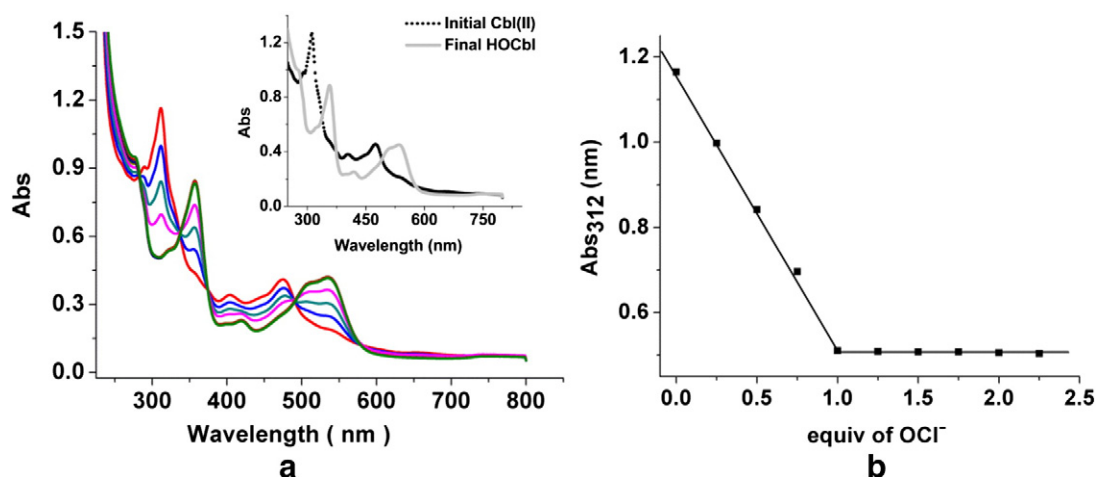 1.5
1.2
0.9
0.6
0.3
0.0
Abs
300 400 500 600 700 800
Wavelength ( nm )
a
Initial Cbl(II)
Final HOCbl
1.2
0.8
0.4
0.0
Abs
300 450 600 750
Wavelength (nm)
1.2
1.0
0.8
0.6
Abs312 (nm)
0.0 0.5 1.0 1.5 2.0 2.5
equiv of OCl⁻
b